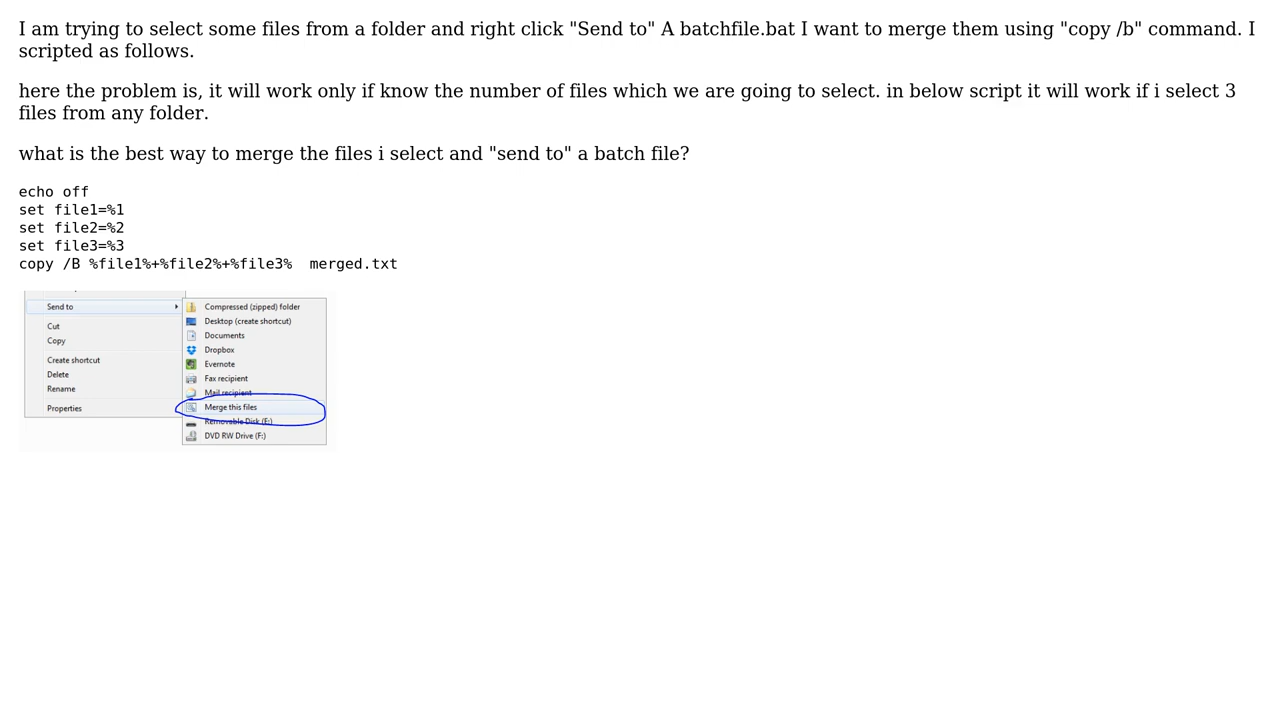 I am trying to select some files from a folder and right click "Send to" A batchfile.bat I want to merge them using "copy /b" command. I
scripted as follows.
here the problem is, it will work only if know the number of files which we are going to select. in below script it will work if i select 3
files from any folder.
what is the best way to merge the files i select and "send to" a batch file?
echo off
set file1=%1
set file2=%2
set file3=%3
copy /B %file1%+%file2%+%file3%  merged.txt
Send to
Cut
Copy
Create shortcut
Delete
Rename
Properties
Compressed (zipped) folder
Desktop (create shortcut)
Documents
Dropbox
Evernote
Fax recipient
Mail recipient
Merge this files
Removable Disk (E:)
DVD RW Drive (F:)